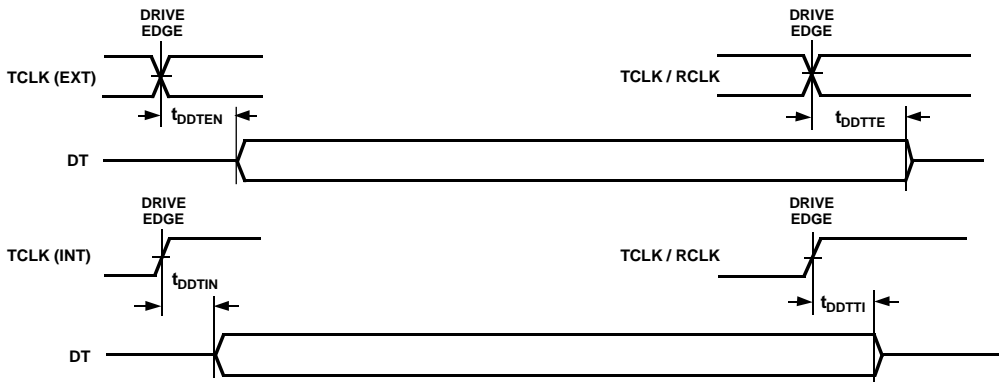 DRIVE
EDGE
DRIVE
EDGE
TCLK (EXT)
TCLK / RCLK
tDDTEN
tDDTTE
DT
DRIVE
EDGE
DRIVE
EDGE
TCLK (INT)
TCLK / RCLK
tDDTIN
tDDTTI
DT